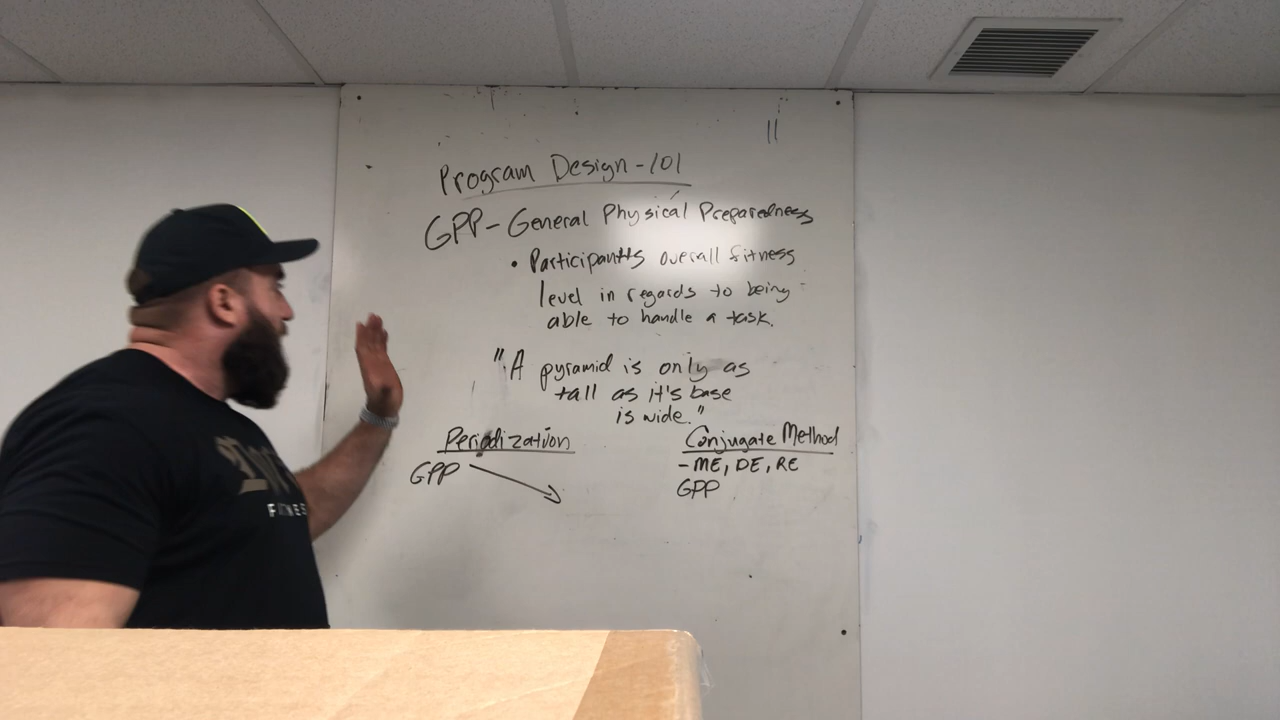 Program Design - 101
GPP - General Physical Preparedness
• Participants overall fitness
level in regards to being
able to handle a task.
"A pyramid is only as
tall as it's base
is wide."
Periodization
GPP
Conjugate Method
- ME, DE, RE
GPP